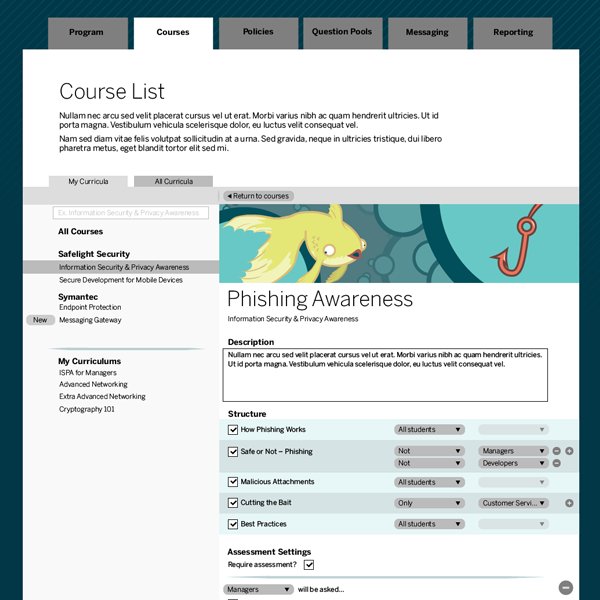 Program
Courses
Policies
Question Pools
Messaging
Reporting
Course List
Nullam nec arcu sed velit placerat cursus vel ut erat. Morbi varius nibh ac quam hendrerit ultricies. Ut id
porta magna. Vestibulum vehicula scelerisque dolor, eu luctus velit consequat vel.
Nam sed diam vitae felis volutpat sollicitudin at a urna. Sed gravida, neque in ultricies tristique, dui libero
pharetra metus, eget blandit tortor elit sed mi.
My Curricula
All Curricula
Return to courses
Ex. Information Security & Privacy Awareness
All Courses
Safelight Security
Information Security & Privacy Awareness
Secure Development for Mobile Devices
Symantec
Endpoint Protection
New
Messaging Gateway
My Curriculums
ISPA for Managers
Advanced Networking
Extra Advanced Networking
Cryptography 101
Phishing Awareness
Information Security & Privacy Awareness
Description
Nullam nec arcu sed velit placerat cursus vel ut erat. Morbi varius nibh ac quam hendrerit ultricies.
Ut id porta magna. Vestibulum vehicula scelerisque dolor, eu luctus velit consequat vel.
Structure
How Phishing Works
All students
Safe or Not – Phishing
Not
Managers
Not
Developers
Malicious Attachments
All students
Cutting the Bait
Only
Customer Servi...
Best Practices
All students
Assessment Settings
Require assessment?
Managers
will be asked...